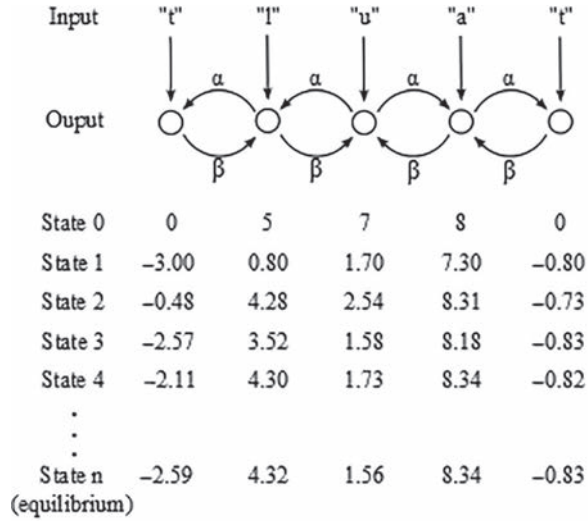 Input "t" "l" "u" "a" "t"
α α α α
Ouput
β β β β
State 0 0 5 7 8 0
State 1 −3.00 0.80 1.70 7.30 −0.80
State 2 −0.48 4.28 2.54 8.31 −0.73
State 3 −2.57 3.52 1.58 8.18 −0.83
State 4 −2.11 4.30 1.73 8.34 −0.82
State n −2.59 4.32 1.56 8.34 −0.83
(equilibrium)